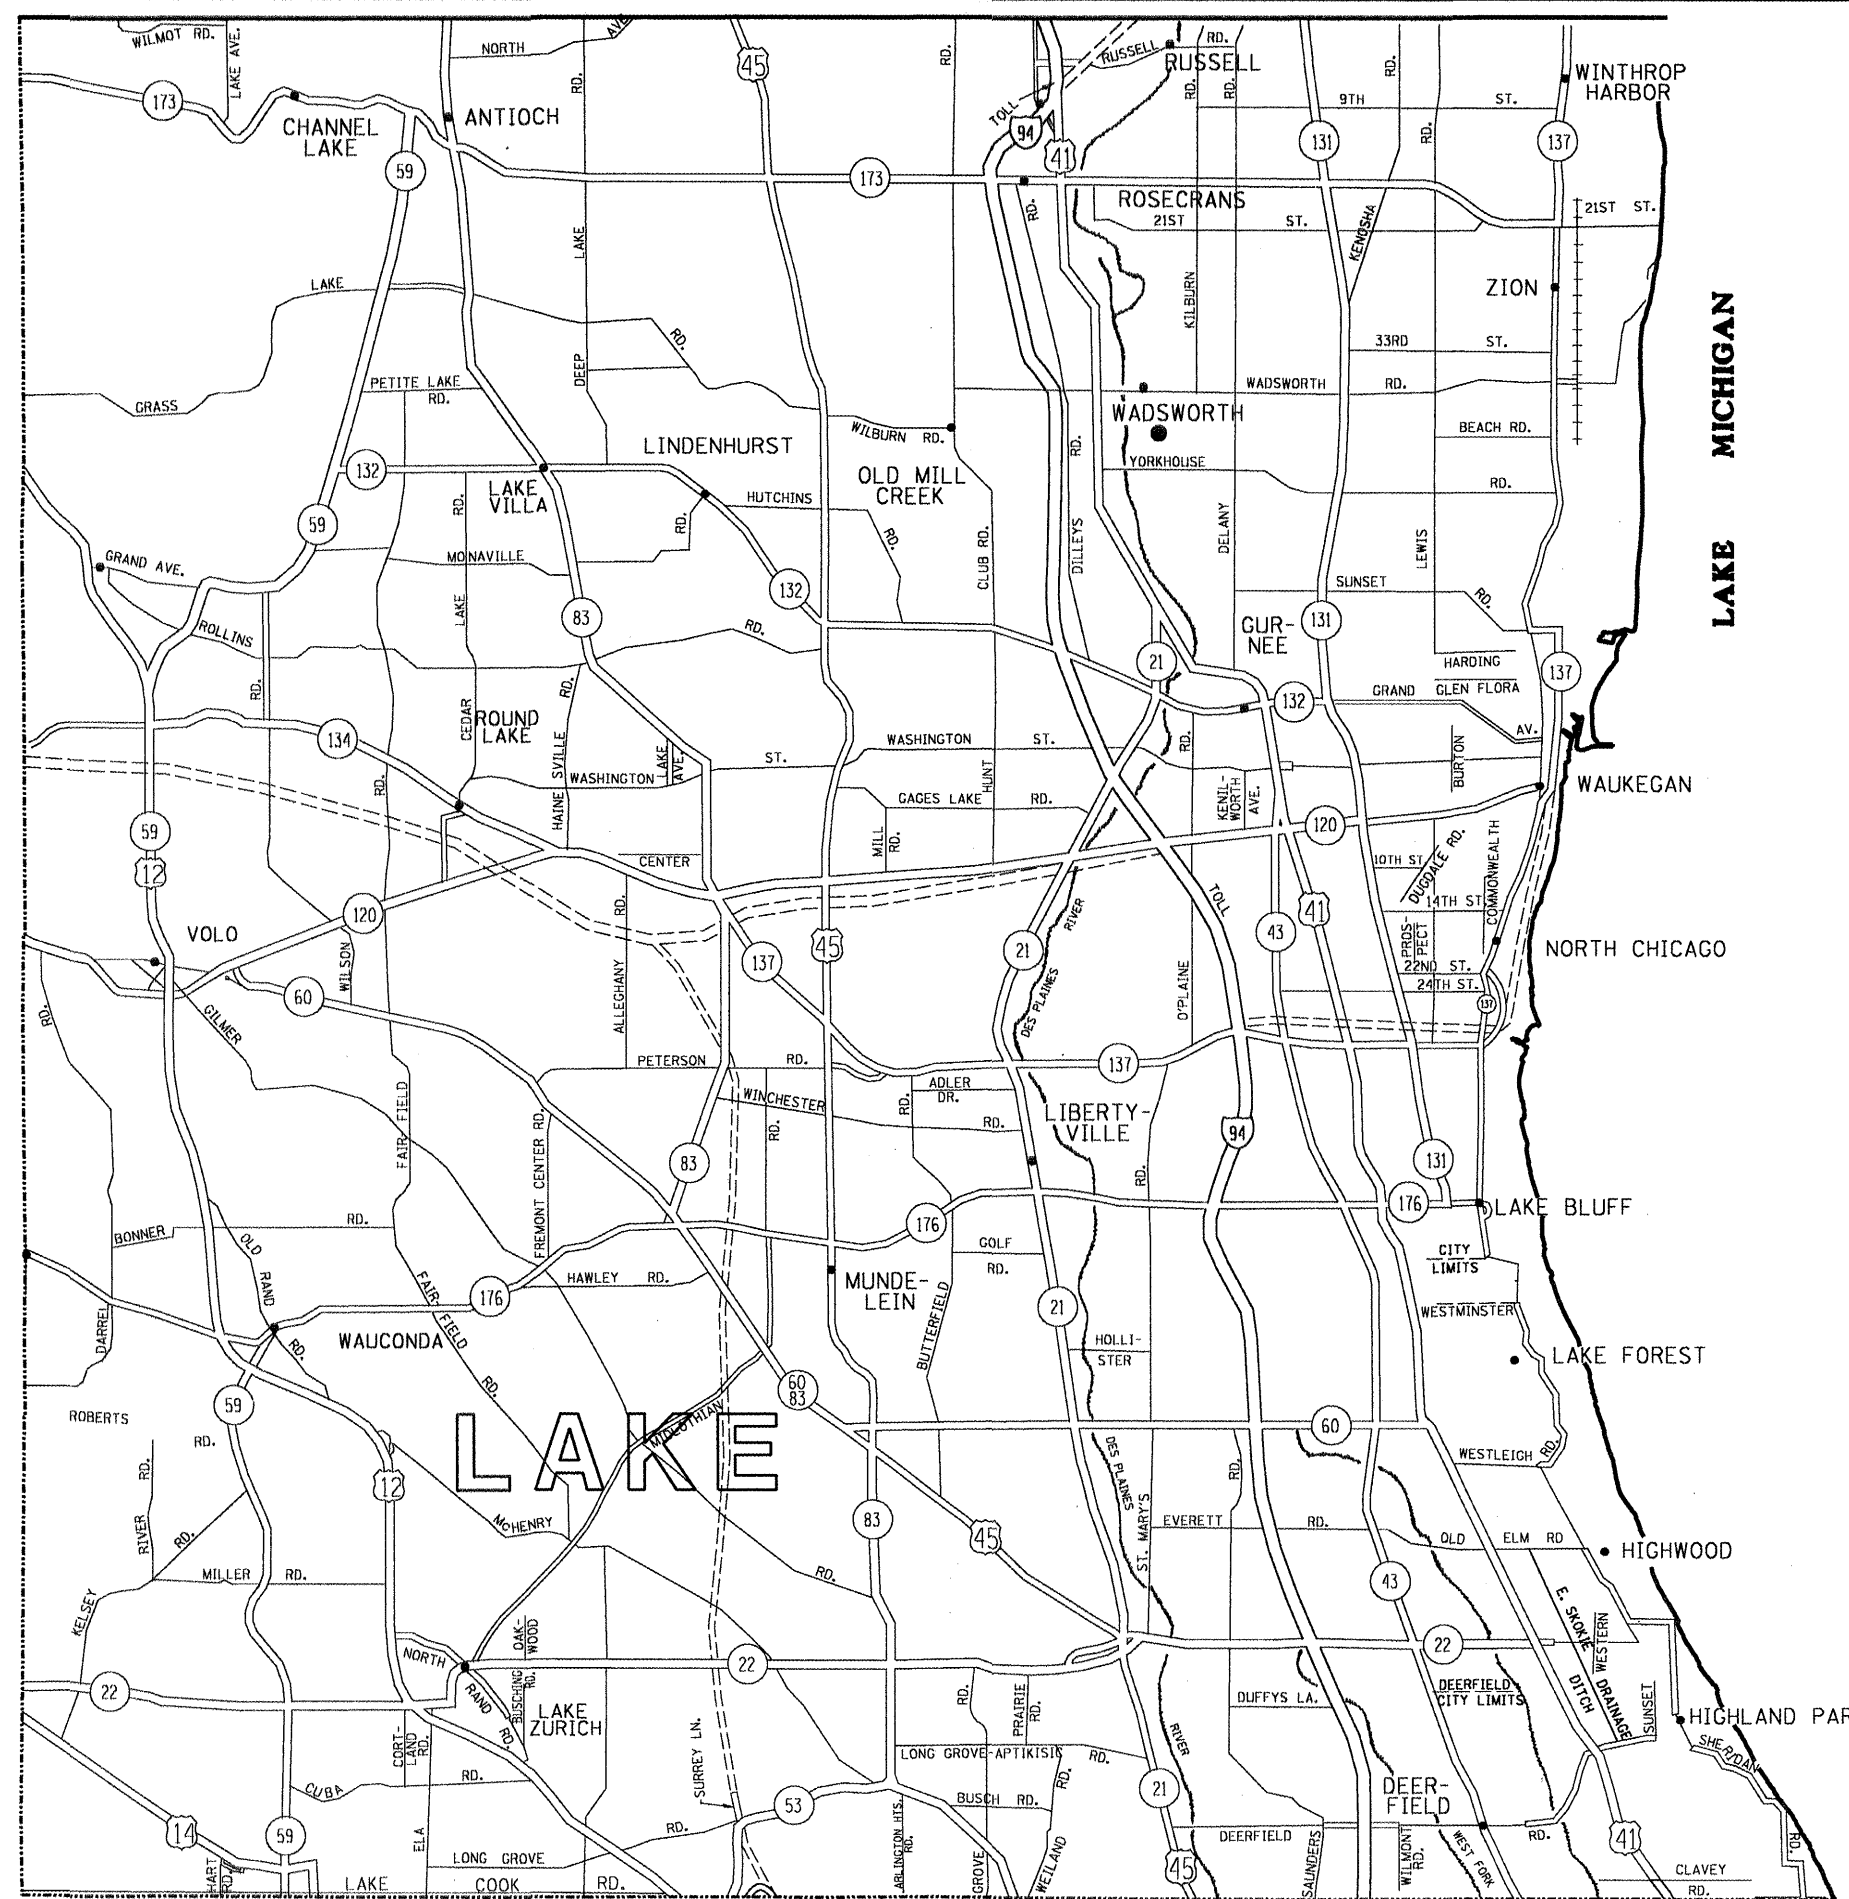 WILMOT RD.
LAKE AVE.
NORTH
AVE
45
RD.
RD.
RUSSELL
RD.
RUSSELL
RD.
RD.
RD.
WINTHROP
HARBOR
173
CHANNEL
LAKE
ANTIOCH
59
TOLL
94
41
9TH
ST.
131
RD.
137
173
ROSECRANS
RD.
21ST
ST.
KENOSHA
21ST ST.
LAKE
LAKE
KILBURN
ZION
RD.
33RD
ST.
PETITE LAKE
RD.
DEEP
WADSWORTH
RD.
GRASS
WADSWORTH
WILBURN RD.
BEACH RD.
LAKE MICHIGAN
LINDENHURST
RD.
YORKHOUSE
RD.
132
LAKE
VILLA
OLD MILL
CREEK
HUTCHINS
RD.
RD.
RD.
59
GRAND AVE.
MONAVILLE
CLUB RD.
DILLEYS
DELANY
LEWIS
SUNSET
RD.
132
83
LAKE
ROLLINS
RD.
GUR-
NEE
131
21
HARDING
137
RD.
RD.
CEDAR
ROUND
LAKE
132
GRAND
GLEN FLORA
AV.
134
HAINESVILLE
WASHINGTON
LAKE
AVE.
ST.
WASHINGTON
ST.
RD.
BURTON
WAUKEGAN
RD.
GAGES LAKE
RD.
HUNT
KENIL-
WORTH
AVE.
59
12
MILL
RD.
CENTER
120
10TH ST.
DUGDALE RD.
COMMONWEALTH
14TH ST.
120
RD.
TOLL
RIVER
41
43
PROS-
PECT
VOLO
WILSON
45
137
21
NORTH CHICAGO
22ND ST.
24TH ST.
60
137
RD.
GILMER
ALLEGHANY
DES PLAINES
O'PLAINE
PETERSON
RD.
137
ADLER
DR.
WINCHESTER
RD.
RD.
RD.
LIBERTY-
VILLE
94
FAIRFIELD
FREMONT CENTER RD.
83
RD.
131
176
LAKE BLUFF
176
BONNER
RD.
OLD
RAND
RD.
GOLF
RD.
CITY
LIMITS
HAWLEY RD.
176
FAIR-
FIELD
RD.
MUNDE-
LEIN
21
WESTMINSTER
DARREL
WAUCONDA
BUTTERFIELD
HOLLI-
STER
LAKE FOREST
60
83
59
ROBERTS
RD.
LAKE
MIDLOTHIAN
60
WESTLEIGH
RD.
12
DES PLAINES
RD.
RIVER RD.
RD.
McHENRY
83
45
ST. MARY'S
EVERETT
RD.
OLD
ELM RD
HIGHWOOD
MILLER RD.
RD.
43
KELSEY
E. SKOKIE
DRAINAGE
DITCH
WESTERN
NORTH
OAK-
WOOD
22
22
22
RAND
RD.
BUSCHING
RD.
LAKE
ZURICH
RD.
PRAIRIE
RD.
DUFFYS LA.
DEERFIELD
CITY LIMITS
SUNSET
HIGHLAND PAR
CORT-
LAND
RD.
SURREY LN.
LONG GROVE-APTIKISIC
RD.
RIVER
SHERIDAN
RD.
CUBA
RD.
53
BUSCH RD.
RD.
21
DEER-
FIELD
14
59
ELA
RD.
ARLINGTON HTS.
RD.
DEERFIELD
RD.
WILMONT
RD.
WEST FORK
41
HART
RD.
LONG GROVE
GROVE
WEILAND
45
SAUNDERS
CLAVEY
RD.
LAKE
COOK
RD.